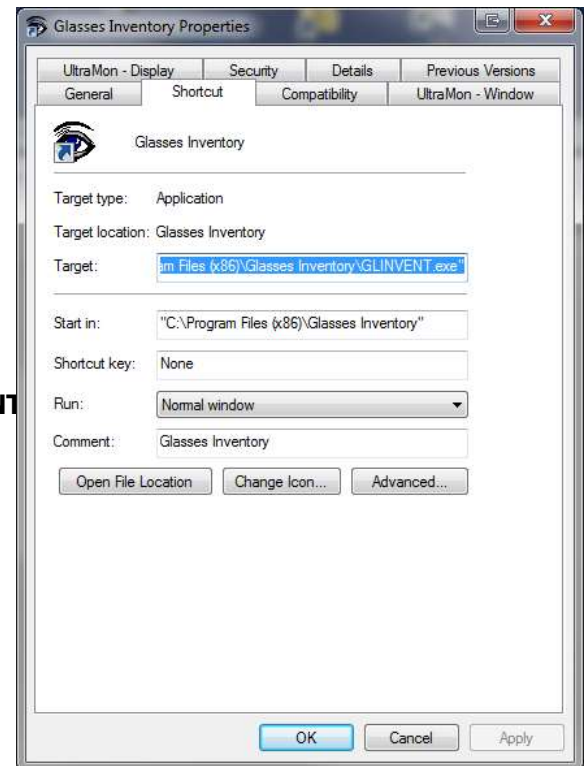 Glasses Inventory Properties
UltraMon - Display Security Details Previous Versions
General Shortcut Compatibility UltraMon - Window
Glasses Inventory
Target type: Application
Target location: Glasses Inventory
Target: am Files (x86)\Glasses Inventory\GLINVENT.exe"
Start in: "C:\Program Files (x86)\Glasses Inventory"
Shortcut key: None
Run: Normal window
Comment: Glasses Inventory
Open File Location Change Icon... Advanced...
OK Cancel Apply